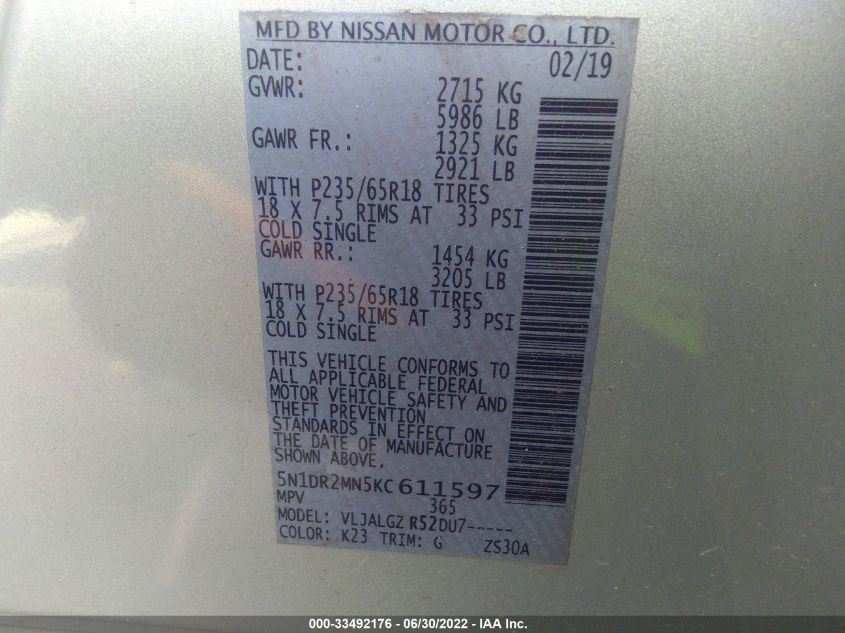 MFD BY NISSAN MOTOR CO., LTD.
DATE: 02/19
GVWR: 2715 KG
5986 LB
GAWR FR.: 1325 KG
2921 LB
WITH P235/65R18 TIRES
18 X 7.5 RIMS AT 33 PSI
COLD SINGLE
GAWR RR.: 1454 KG
3205 LB
WITH P235/65R18 TIRES
18 X 7.5 RIMS AT 33 PSI
COLD SINGLE
THIS VEHICLE CONFORMS TO
ALL APPLICABLE FEDERAL
MOTOR VEHICLE SAFETY AND
THEFT PREVENTION
STANDARDS IN EFFECT ON
THE DATE OF MANUFACTURE
SHOWN ABOVE.
5N1DR2MN5KC611597
MPV 365
MODEL: VLJALGZ R52DU7-----
COLOR: K23 TRIM: G ZS30A
000-33492176 - 06/30/2022 - IAA Inc.